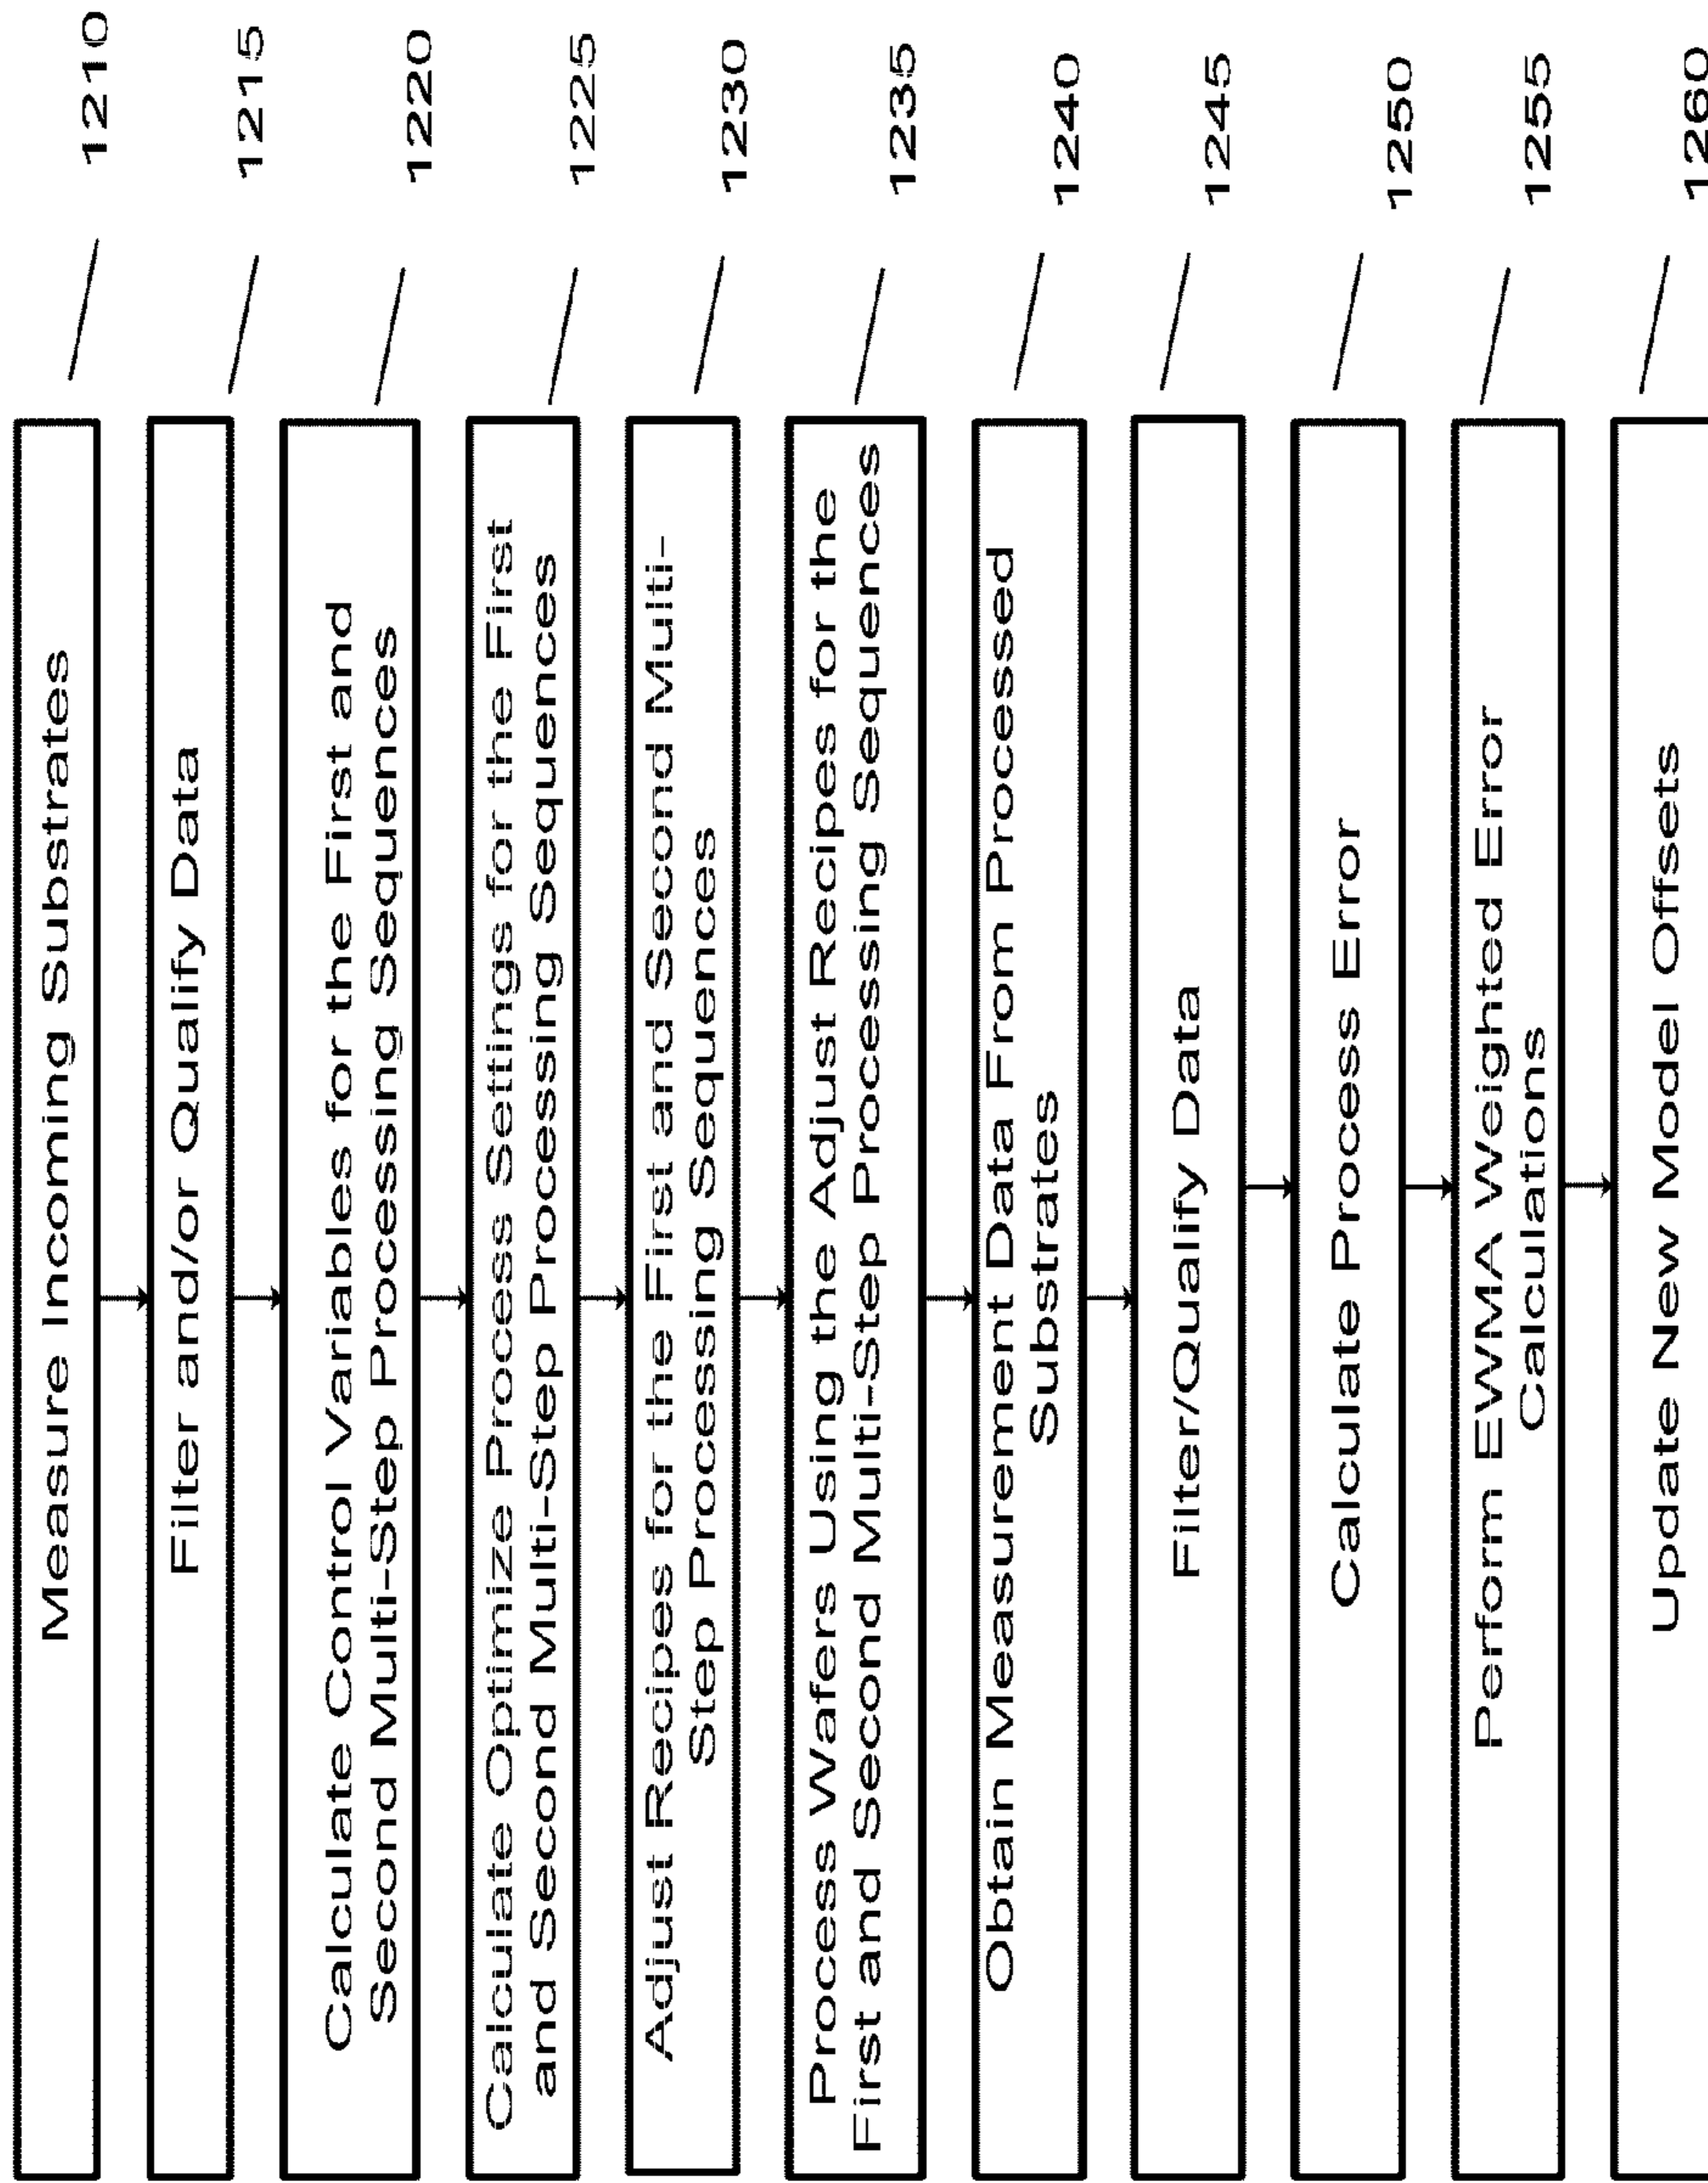 Measure Incoming Substrates
1210
Filter and/or Qualify Data
1215
Calculate Control Variables for the First and
Second Multi-Step Processing Sequences
1220
Calculate Optimize Process Settings for the First
and Second Multi-Step Processing Sequences
1225
Adjust Recipes for the First and Second Multi-
Step Processing Sequences
1230
Process Wafers Using the Adjust Recipes for the
First and Second Multi-Step Processing Sequences
1235
Obtain Measurement Data From Processed
Substrates
1240
Filter/Qualify Data
1245
Calculate Process Error
1250
Perform EWMA Weighted Error
Calculations
1255
Update New Model Offsets
1260